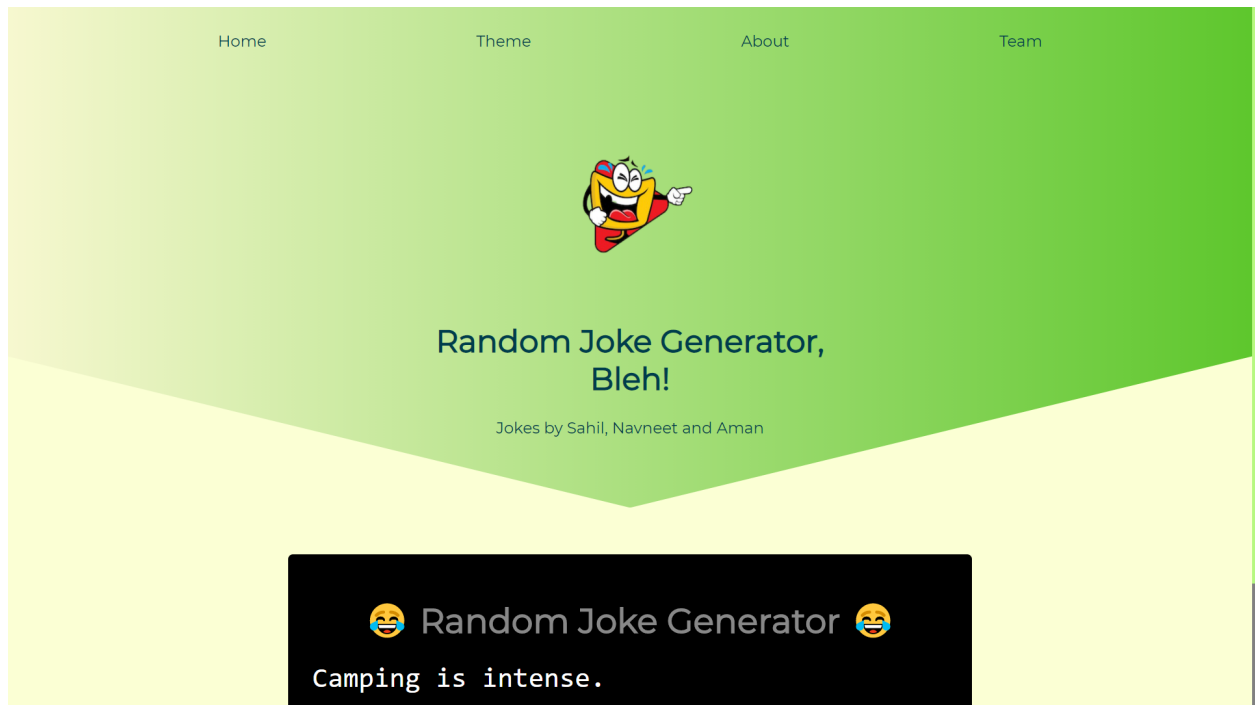 Home Theme About Team
Random Joke Generator,
Bleh!
Jokes by Sahil, Navneet and Aman
😂 Random Joke Generator 😂
Camping is intense.